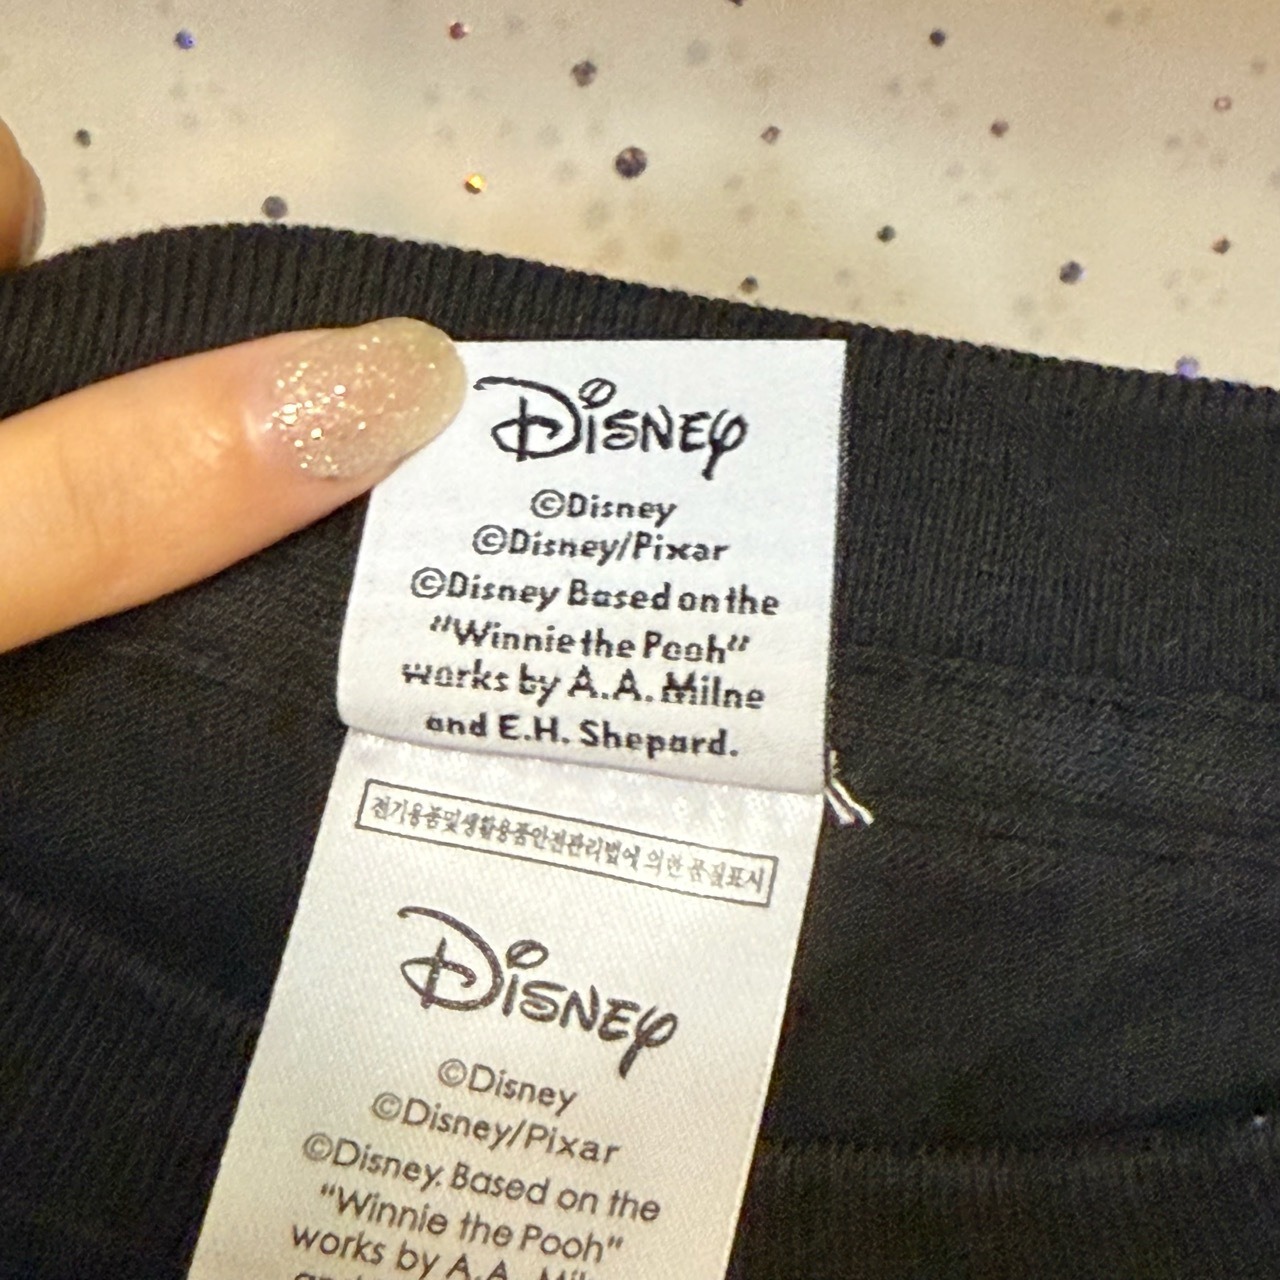 Disney
©Disney
©Disney/Pixar
©Disney Based on the
"Winnie the Pooh"
works by A.A. Milne
and E.H. Shepard.
전기용품및생활용품안전관리법에 의한 품질표시
Disney
©Disney
©Disney/Pixar
©Disney. Based on the
"Winnie the Pooh"
works by A.A.